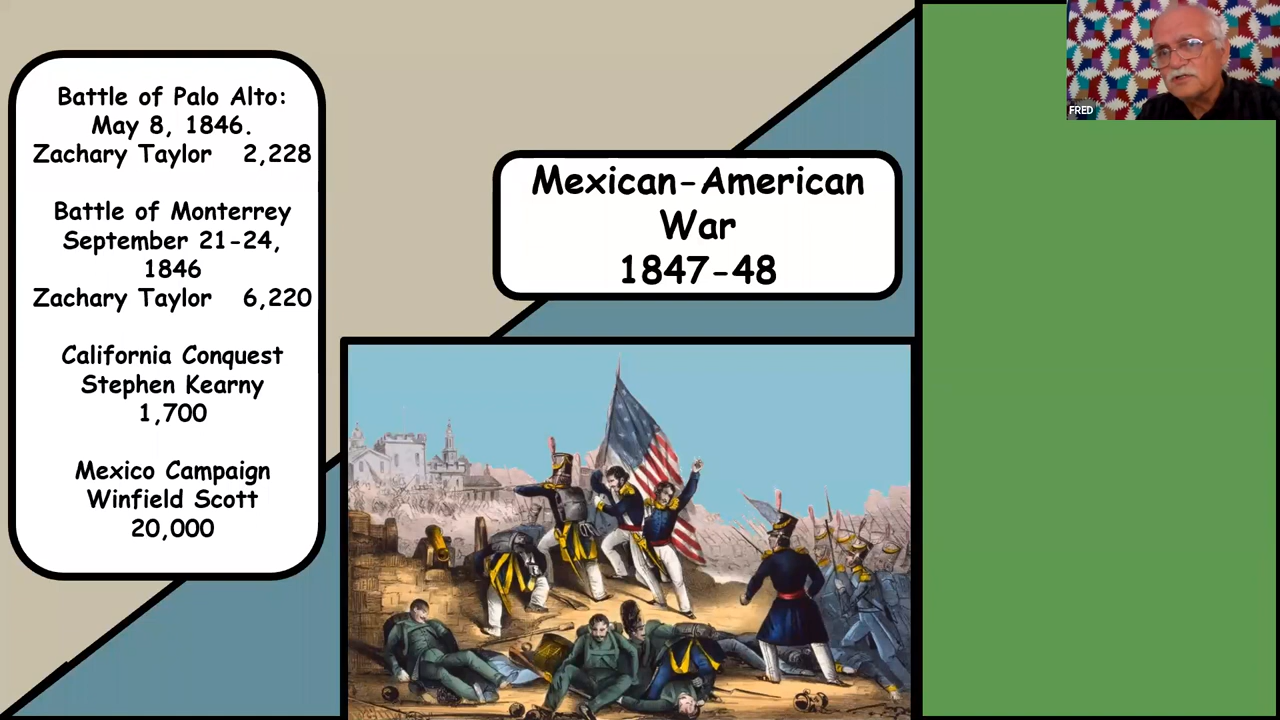 Battle of Palo Alto:
May 8, 1846.
Zachary Taylor 2,228
Battle of Monterrey
September 21-24,
1846
Zachary Taylor 6,220
California Conquest
Stephen Kearny
1,700
Mexico Campaign
Winfield Scott
20,000
Mexican-American
War
1847-48
FRED